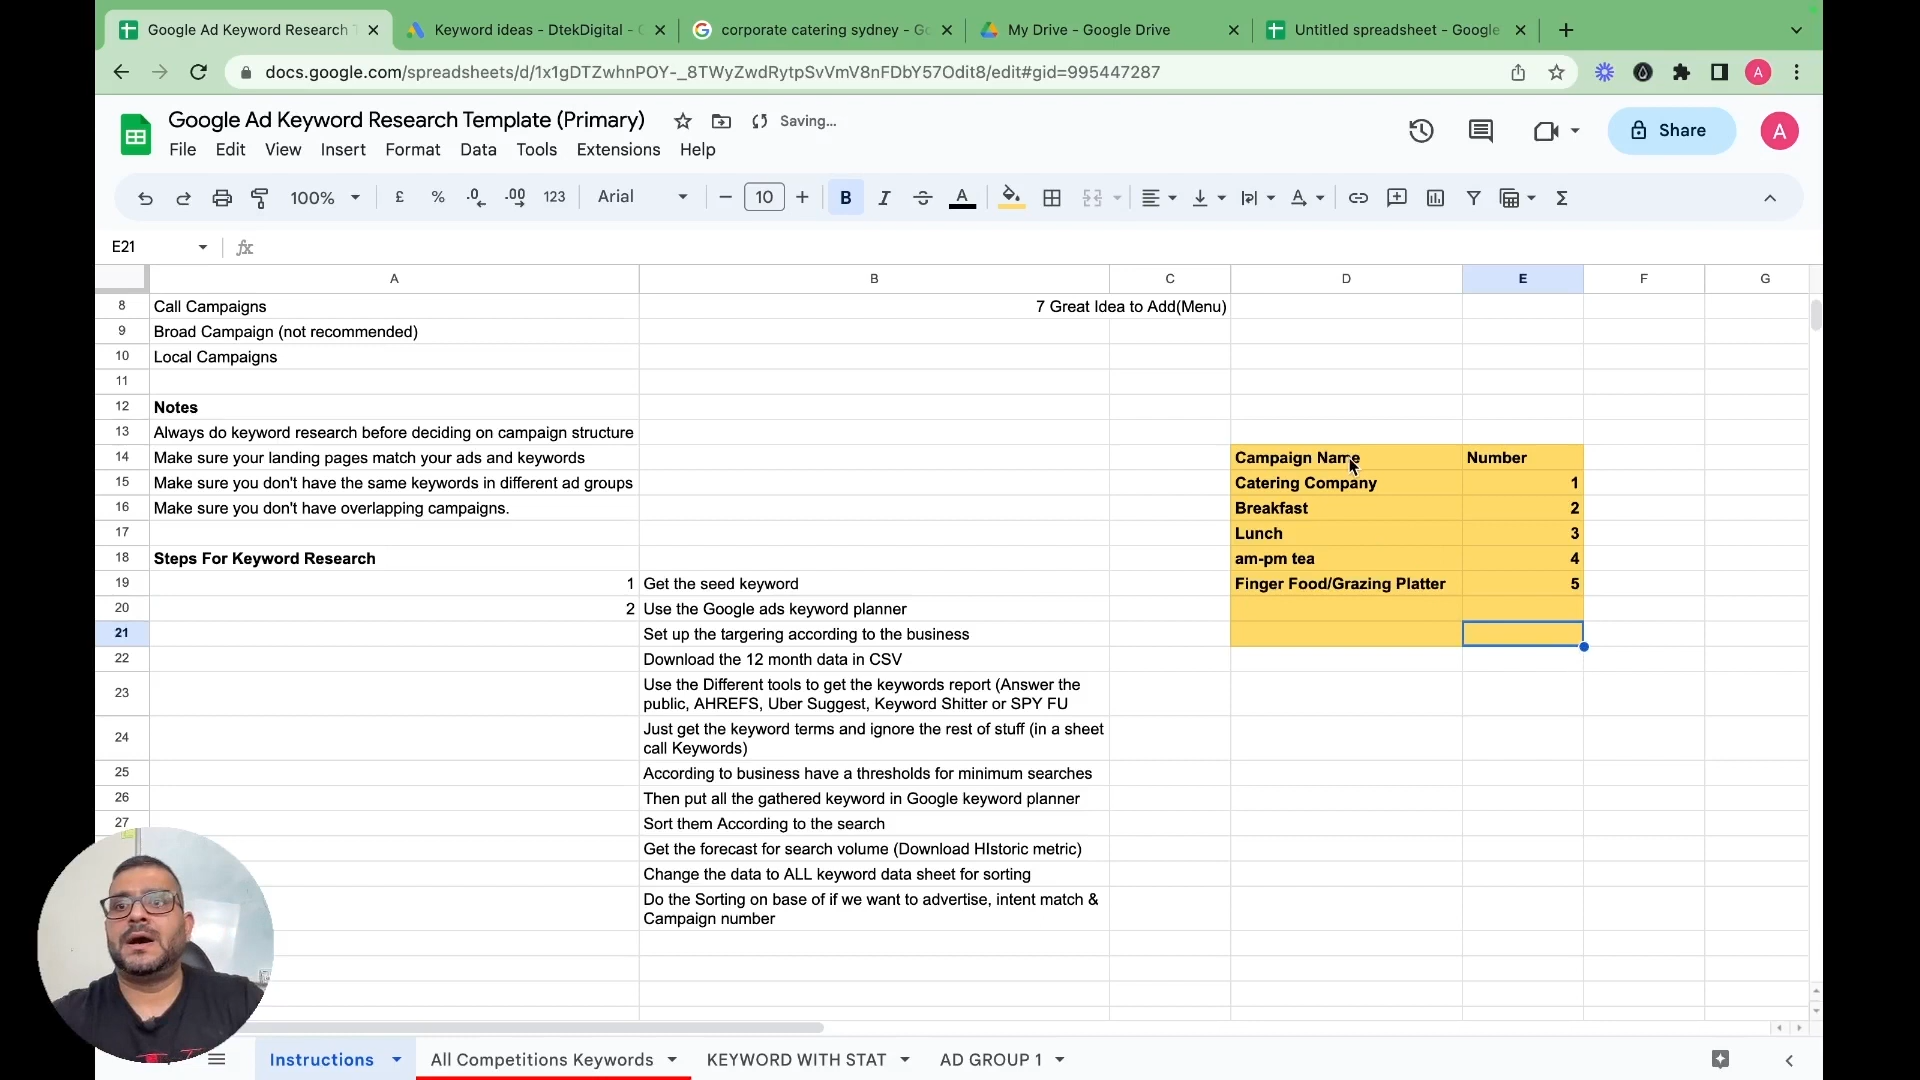 Google Ad Keyword Research T
Keyword ideas - DtekDigital - G
corporate catering sydney - Go
My Drive - Google Drive
Untitled spreadsheet - Google
docs.google.com/spreadsheets/d/1x1gDTZwhnPOY-_8TWyZwdRytpSvVmV8nFDbY57Odit8/edit#gid=995447287
A
Google Ad Keyword Research Template (Primary)
Saving...
File Edit View Insert Format Data Tools Extensions Help
Share
A
100% £ % .0 .00 123 Arial 10 B I A
E21
fx
A B C D E F G
8 Call Campaigns 7 Great Idea to Add(Menu)
9 Broad Campaign (not recommended)
10 Local Campaigns
11
12 Notes
13 Always do keyword research before deciding on campaign structure
14 Make sure your landing pages match your ads and keywords Campaign Name Number
15 Make sure you don't have the same keywords in different ad groups Catering Company 1
16 Make sure you don't have overlapping campaigns. Breakfast 2
17 Lunch 3
18 Steps For Keyword Research am-pm tea 4
19 1 Get the seed keyword Finger Food/Grazing Platter 5
20 2 Use the Google ads keyword planner
21 Set up the targering according to the business
22 Download the 12 month data in CSV
23 Use the Different tools to get the keywords report (Answer the
public, AHREFS, Uber Suggest, Keyword Shitter or SPY FU
24 Just get the keyword terms and ignore the rest of stuff (in a sheet
call Keywords)
25 According to business have a thresholds for minimum searches
26 Then put all the gathered keyword in Google keyword planner
27 Sort them According to the search
Get the forecast for search volume (Download HIstoric metric)
Change the data to ALL keyword data sheet for sorting
Do the Sorting on base of if we want to advertise, intent match &
Campaign number
Instructions All Competitions Keywords KEYWORD WITH STAT AD GROUP 1